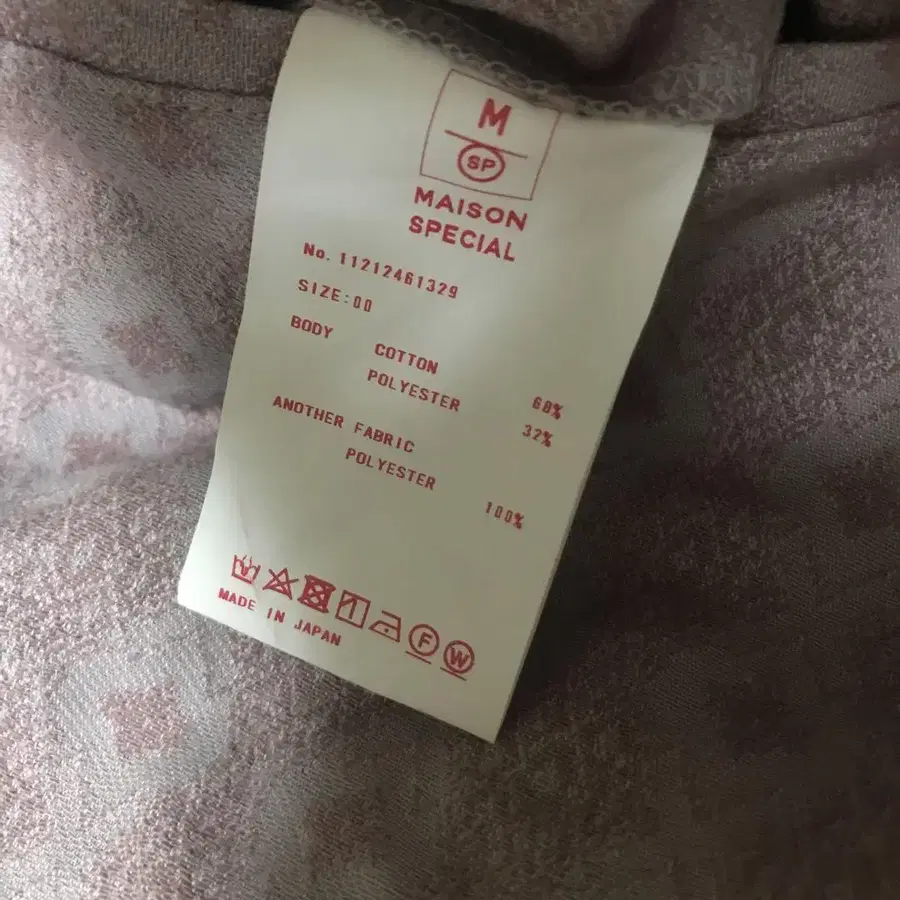 M
SP
MAISON
SPECIAL
No. 11212461329
SIZE:00
BODY
COTTON 68%
POLYESTER 32%
ANOTHER FABRIC
POLYESTER 100%
F W
MADE IN JAPAN